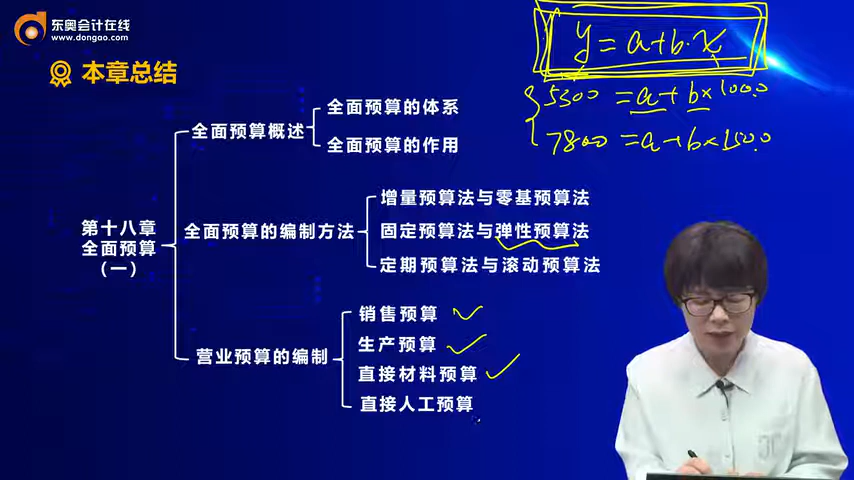 东奥会计在线
www.dongao.com
本章总结
y=a+b·x
5300=a+b×1000
7800=a+b×1500
全面预算的体系
全面预算概述
全面预算的作用
增量预算法与零基预算法
第十八章
全面预算
（一）
全面预算的编制方法
固定预算法与弹性预算法
定期预算法与滚动预算法
销售预算
生产预算
营业预算的编制
直接材料预算
直接人工预算